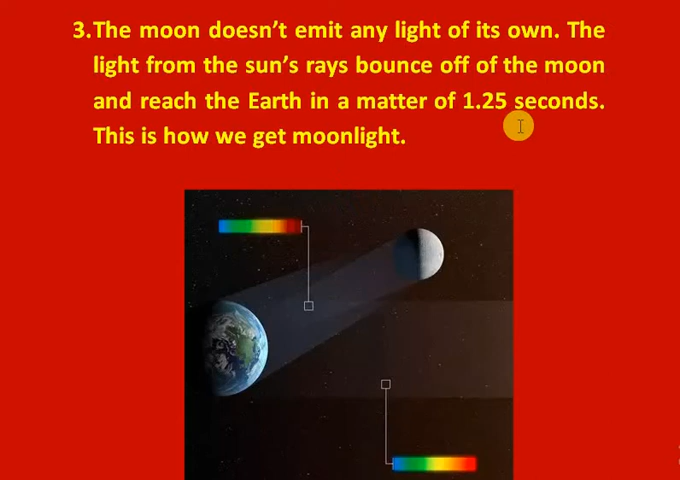 3.The moon doesn't emit any light of its own. The
light from the sun's rays bounce off of the moon
and reach the Earth in a matter of 1.25 seconds.
This is how we get moonlight.